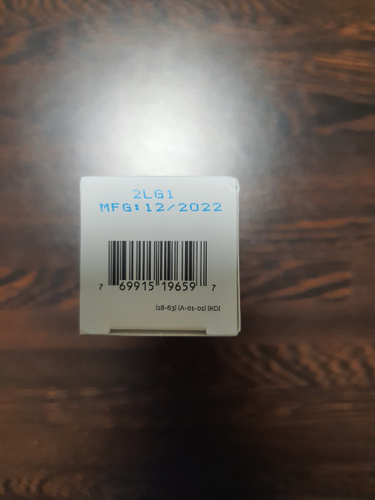 2LG1
MFG:12/2022
7 69915 19659 7
(18-63) (A-01-01) (KO)